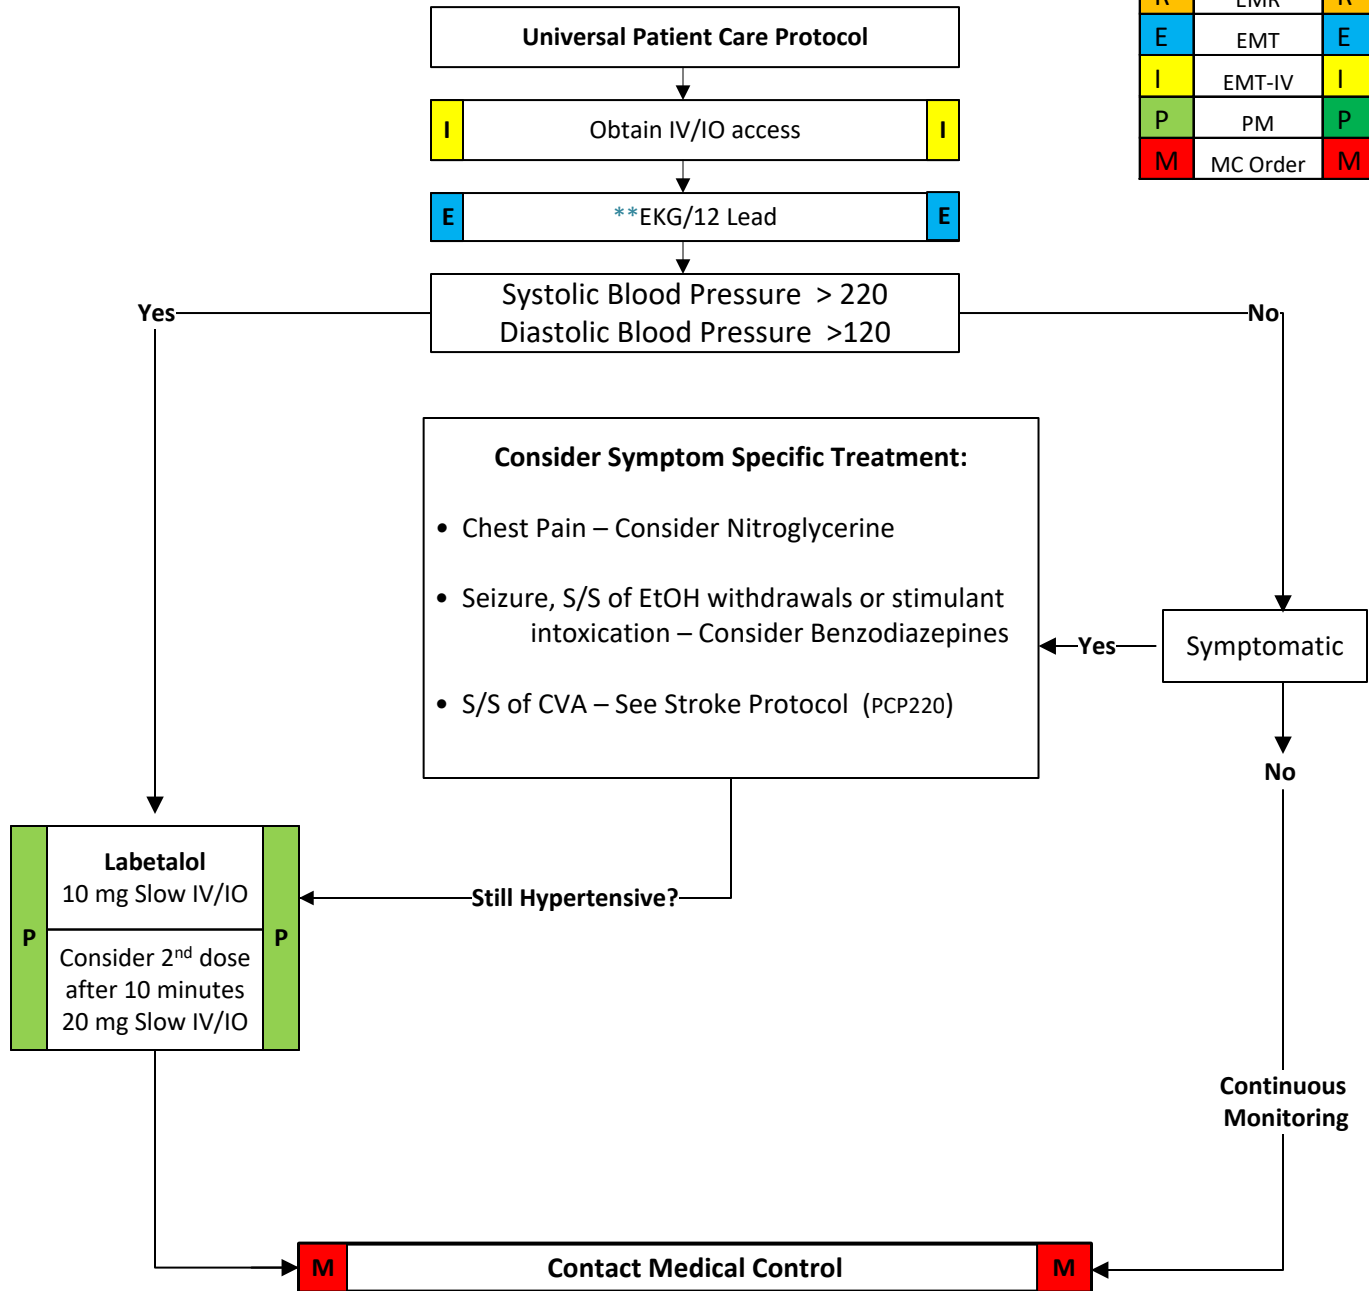 R EMR R
E EMT E
I EMT-IV I
P PM P
M MC Order M
Universal Patient Care Protocol
I Obtain IV/IO access I
E **EKG/12 Lead E
Systolic Blood Pressure > 220
Diastolic Blood Pressure >120
Yes
No
Consider Symptom Specific Treatment:
• Chest Pain – Consider Nitroglycerine
• Seizure, S/S of EtOH withdrawals or stimulant
intoxication – Consider Benzodiazepines
• S/S of CVA – See Stroke Protocol (PCP220)
Yes
Symptomatic
No
P
Labetalol
10 mg Slow IV/IO
Consider 2nd dose
after 10 minutes
20 mg Slow IV/IO
P
Still Hypertensive?
Continuous
Monitoring
M Contact Medical Control M